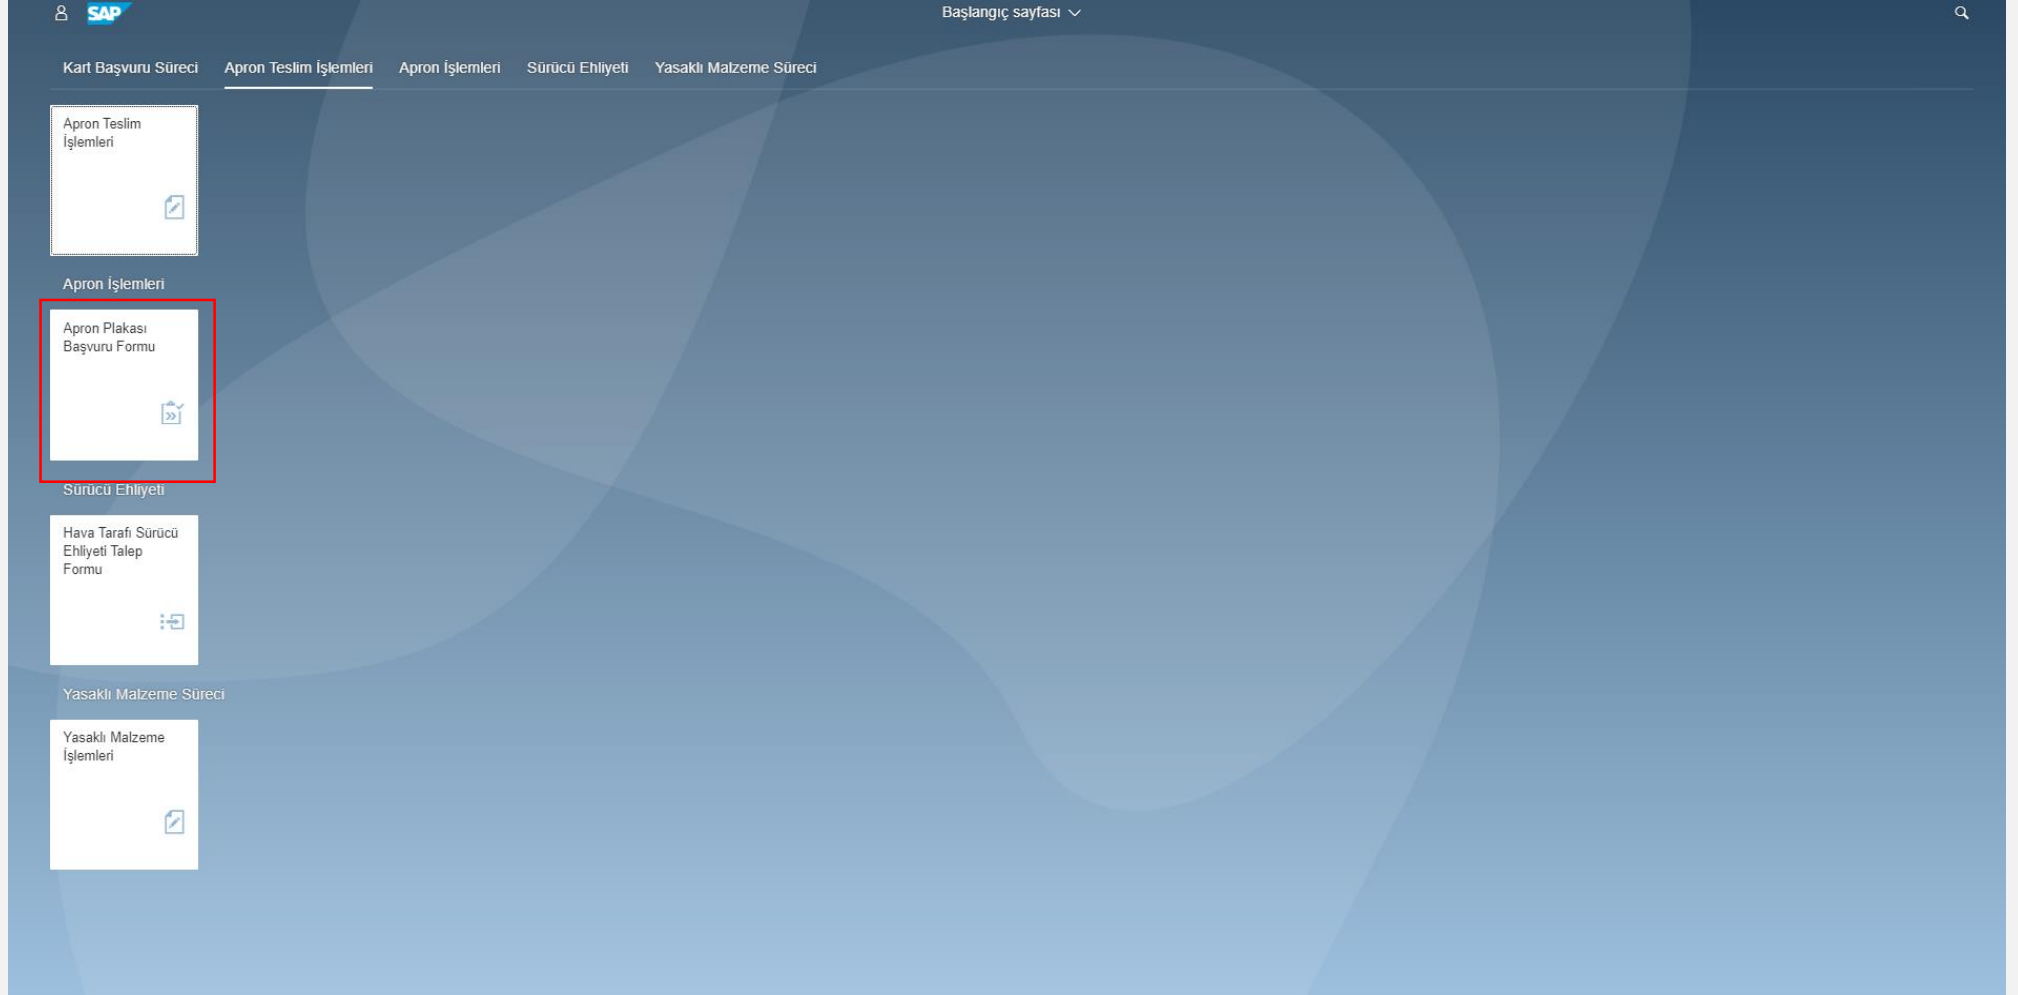 SAP
Başlangıç sayfası
Kart Başvuru Süreci Apron Teslim İşlemleri Apron İşlemleri Sürücü Ehliyeti Yasaklı Malzeme Süreci
Apron Teslim
İşlemleri
Apron İşlemleri
Apron Plakası
Başvuru Formu
Sürücü Ehliyeti
Hava Tarafı Sürücü
Ehliyeti Talep
Formu
Yasaklı Malzeme Süreci
Yasaklı Malzeme
İşlemleri